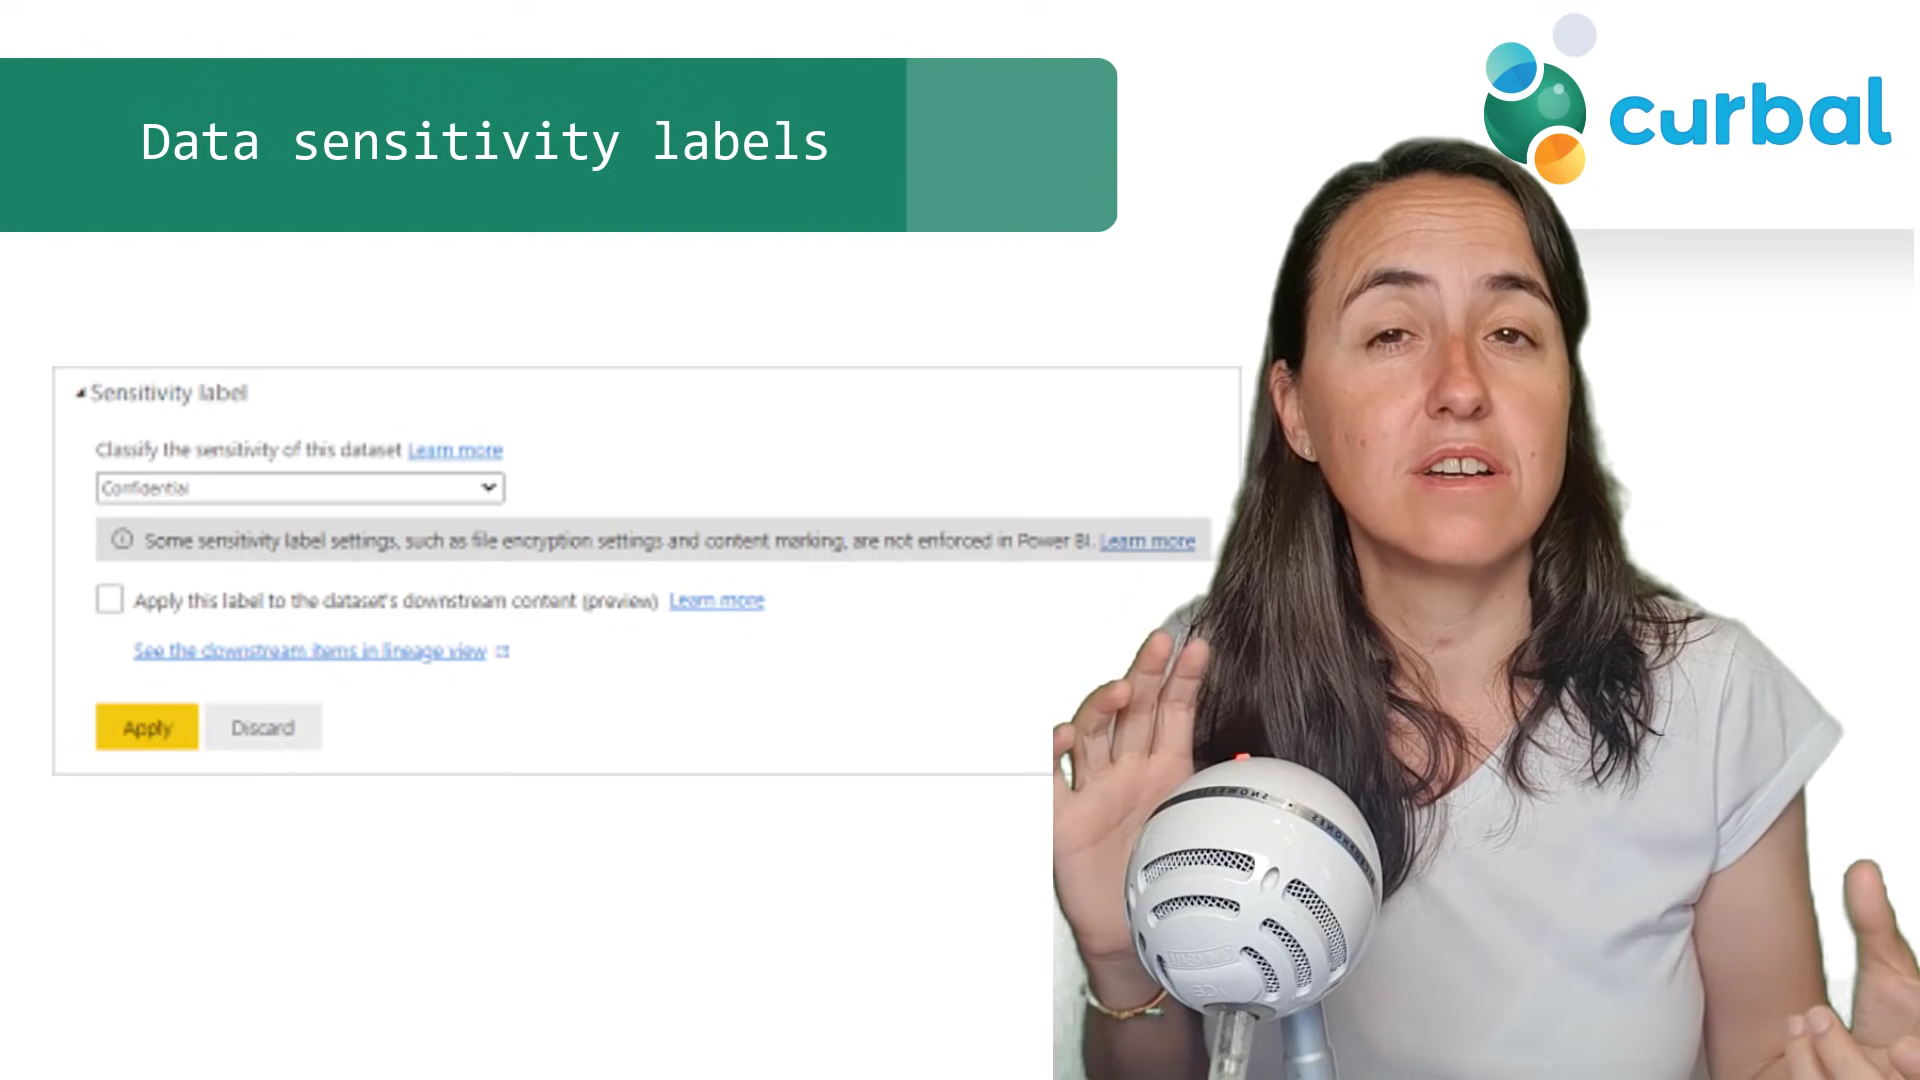 Data sensitivity labels
curbal
Sensitivity label
Classify the sensitivity of this dataset Learn more
Confidential
Some sensitivity label settings, such as file encryption settings and content marking, are not enforced in Power BI. Learn more
Apply this label to the dataset's downstream content (preview) Learn more
See the downstream items in lineage view
Apply Discard
ICE